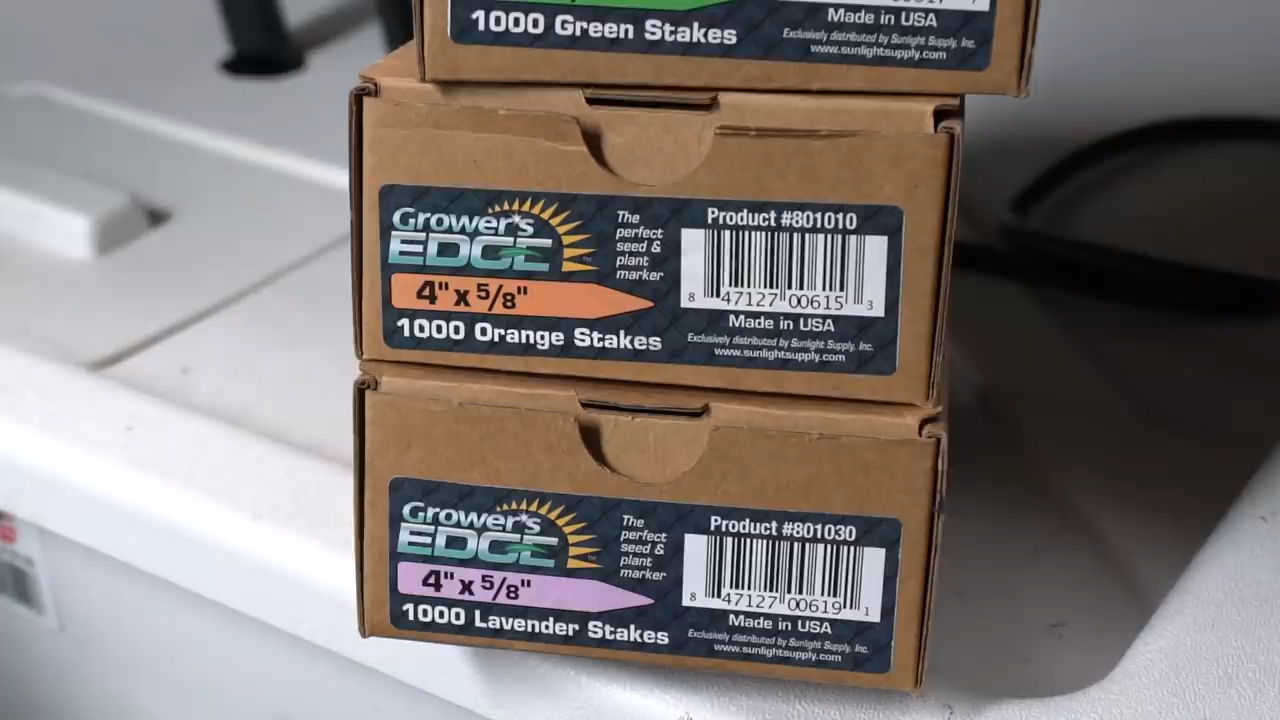 1000 Green Stakes
Made in USA
Exclusively distributed by Sunlight Supply, Inc.
www.sunlightsupply.com
Grower's
EDGE
™
The
perfect
seed &
plant
marker
4" x 5/8"
1000 Orange Stakes
Product #801010
8 47127 00615 3
Made in USA
Exclusively distributed by Sunlight Supply, Inc.
www.sunlightsupply.com
Grower's
EDGE
™
The
perfect
seed &
plant
marker
4" x 5/8"
1000 Lavender Stakes
Product #801030
8 47127 00619 1
Made in USA
Exclusively distributed by Sunlight Supply, Inc.
www.sunlightsupply.com